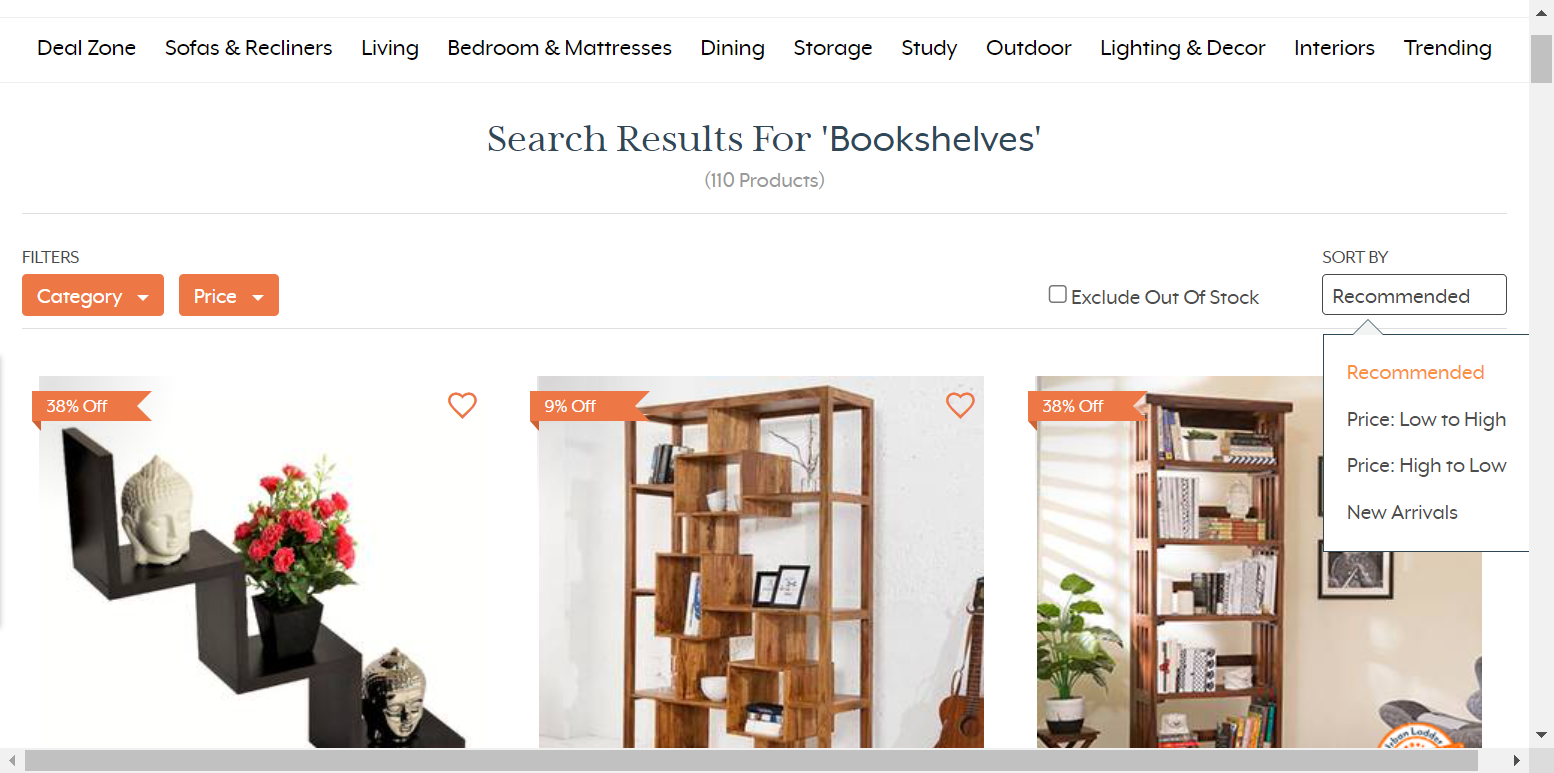 Deal Zone Sofas & Recliners Living Bedroom & Mattresses Dining Storage Study Outdoor Lighting & Decor Interiors Trending
Search Results For 'Bookshelves'
(110 Products)
FILTERS
SORT BY
Category Price
Exclude Out Of Stock
Recommended
Recommended
Price: Low to High
Price: High to Low
New Arrivals
38% Off
9% Off
38% Off
Urban Ladder